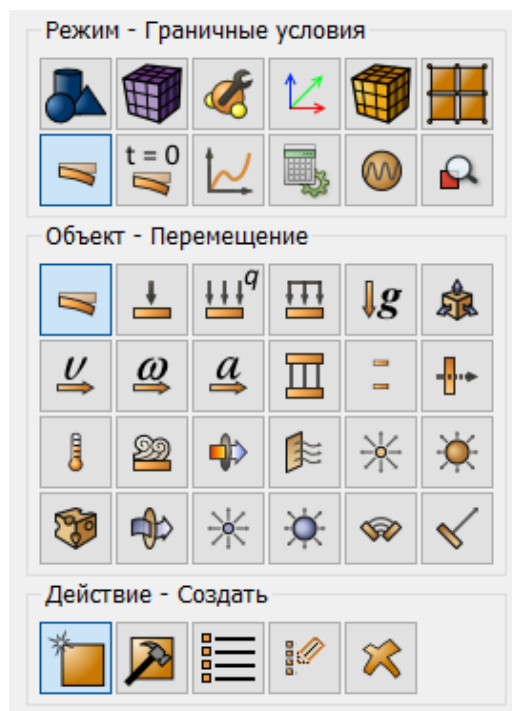 Режим - Граничные условия
t = 0
Объект - Перемещение
q
g
υ ω a
Действие - Создать